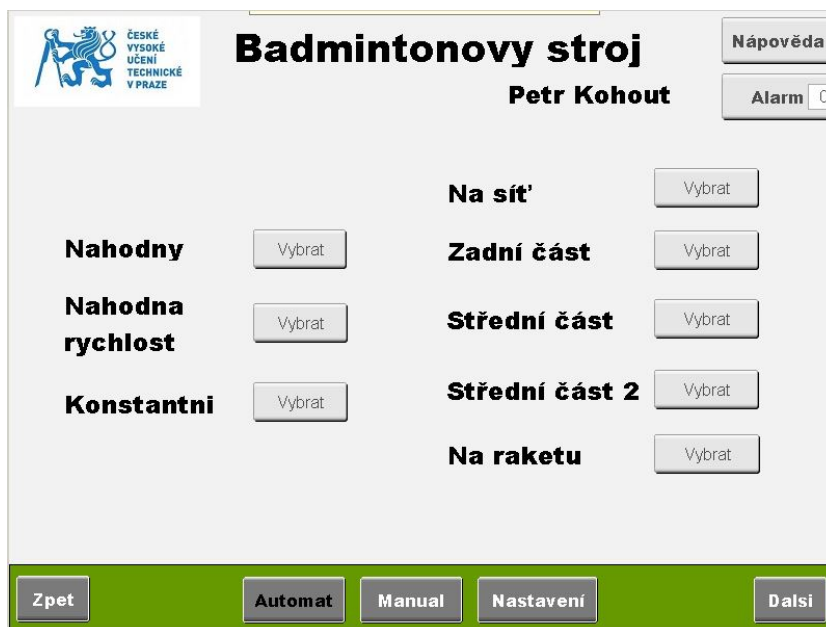 ČESKÉ
VYSOKÉ
UČENÍ
TECHNICKÉ
V PRAZE
Badmintonovy stroj
Petr Kohout
Nápověda
Alarm
Na síť
Vybrat
Nahodny
Vybrat
Zadní část
Vybrat
Nahodna
rychlost
Vybrat
Střední část
Vybrat
Konstantni
Vybrat
Střední část 2
Vybrat
Na raketu
Vybrat
Zpet
Automat
Manual
Nastavení
Dalsi